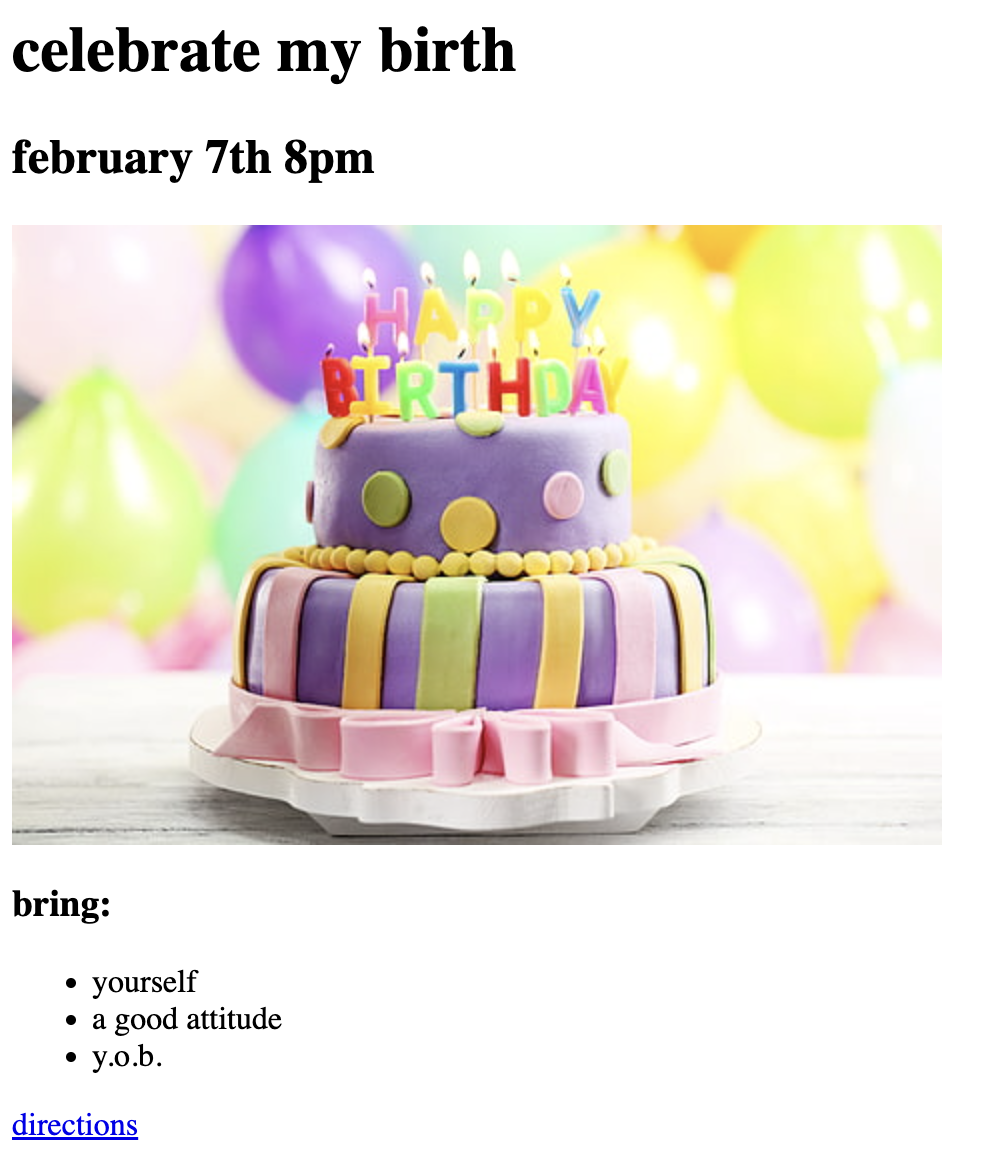 celebrate my birth
february 7th 8pm
HAPPY
BIRTHDAY
bring:
yourself
a good attitude
y.o.b.
directions